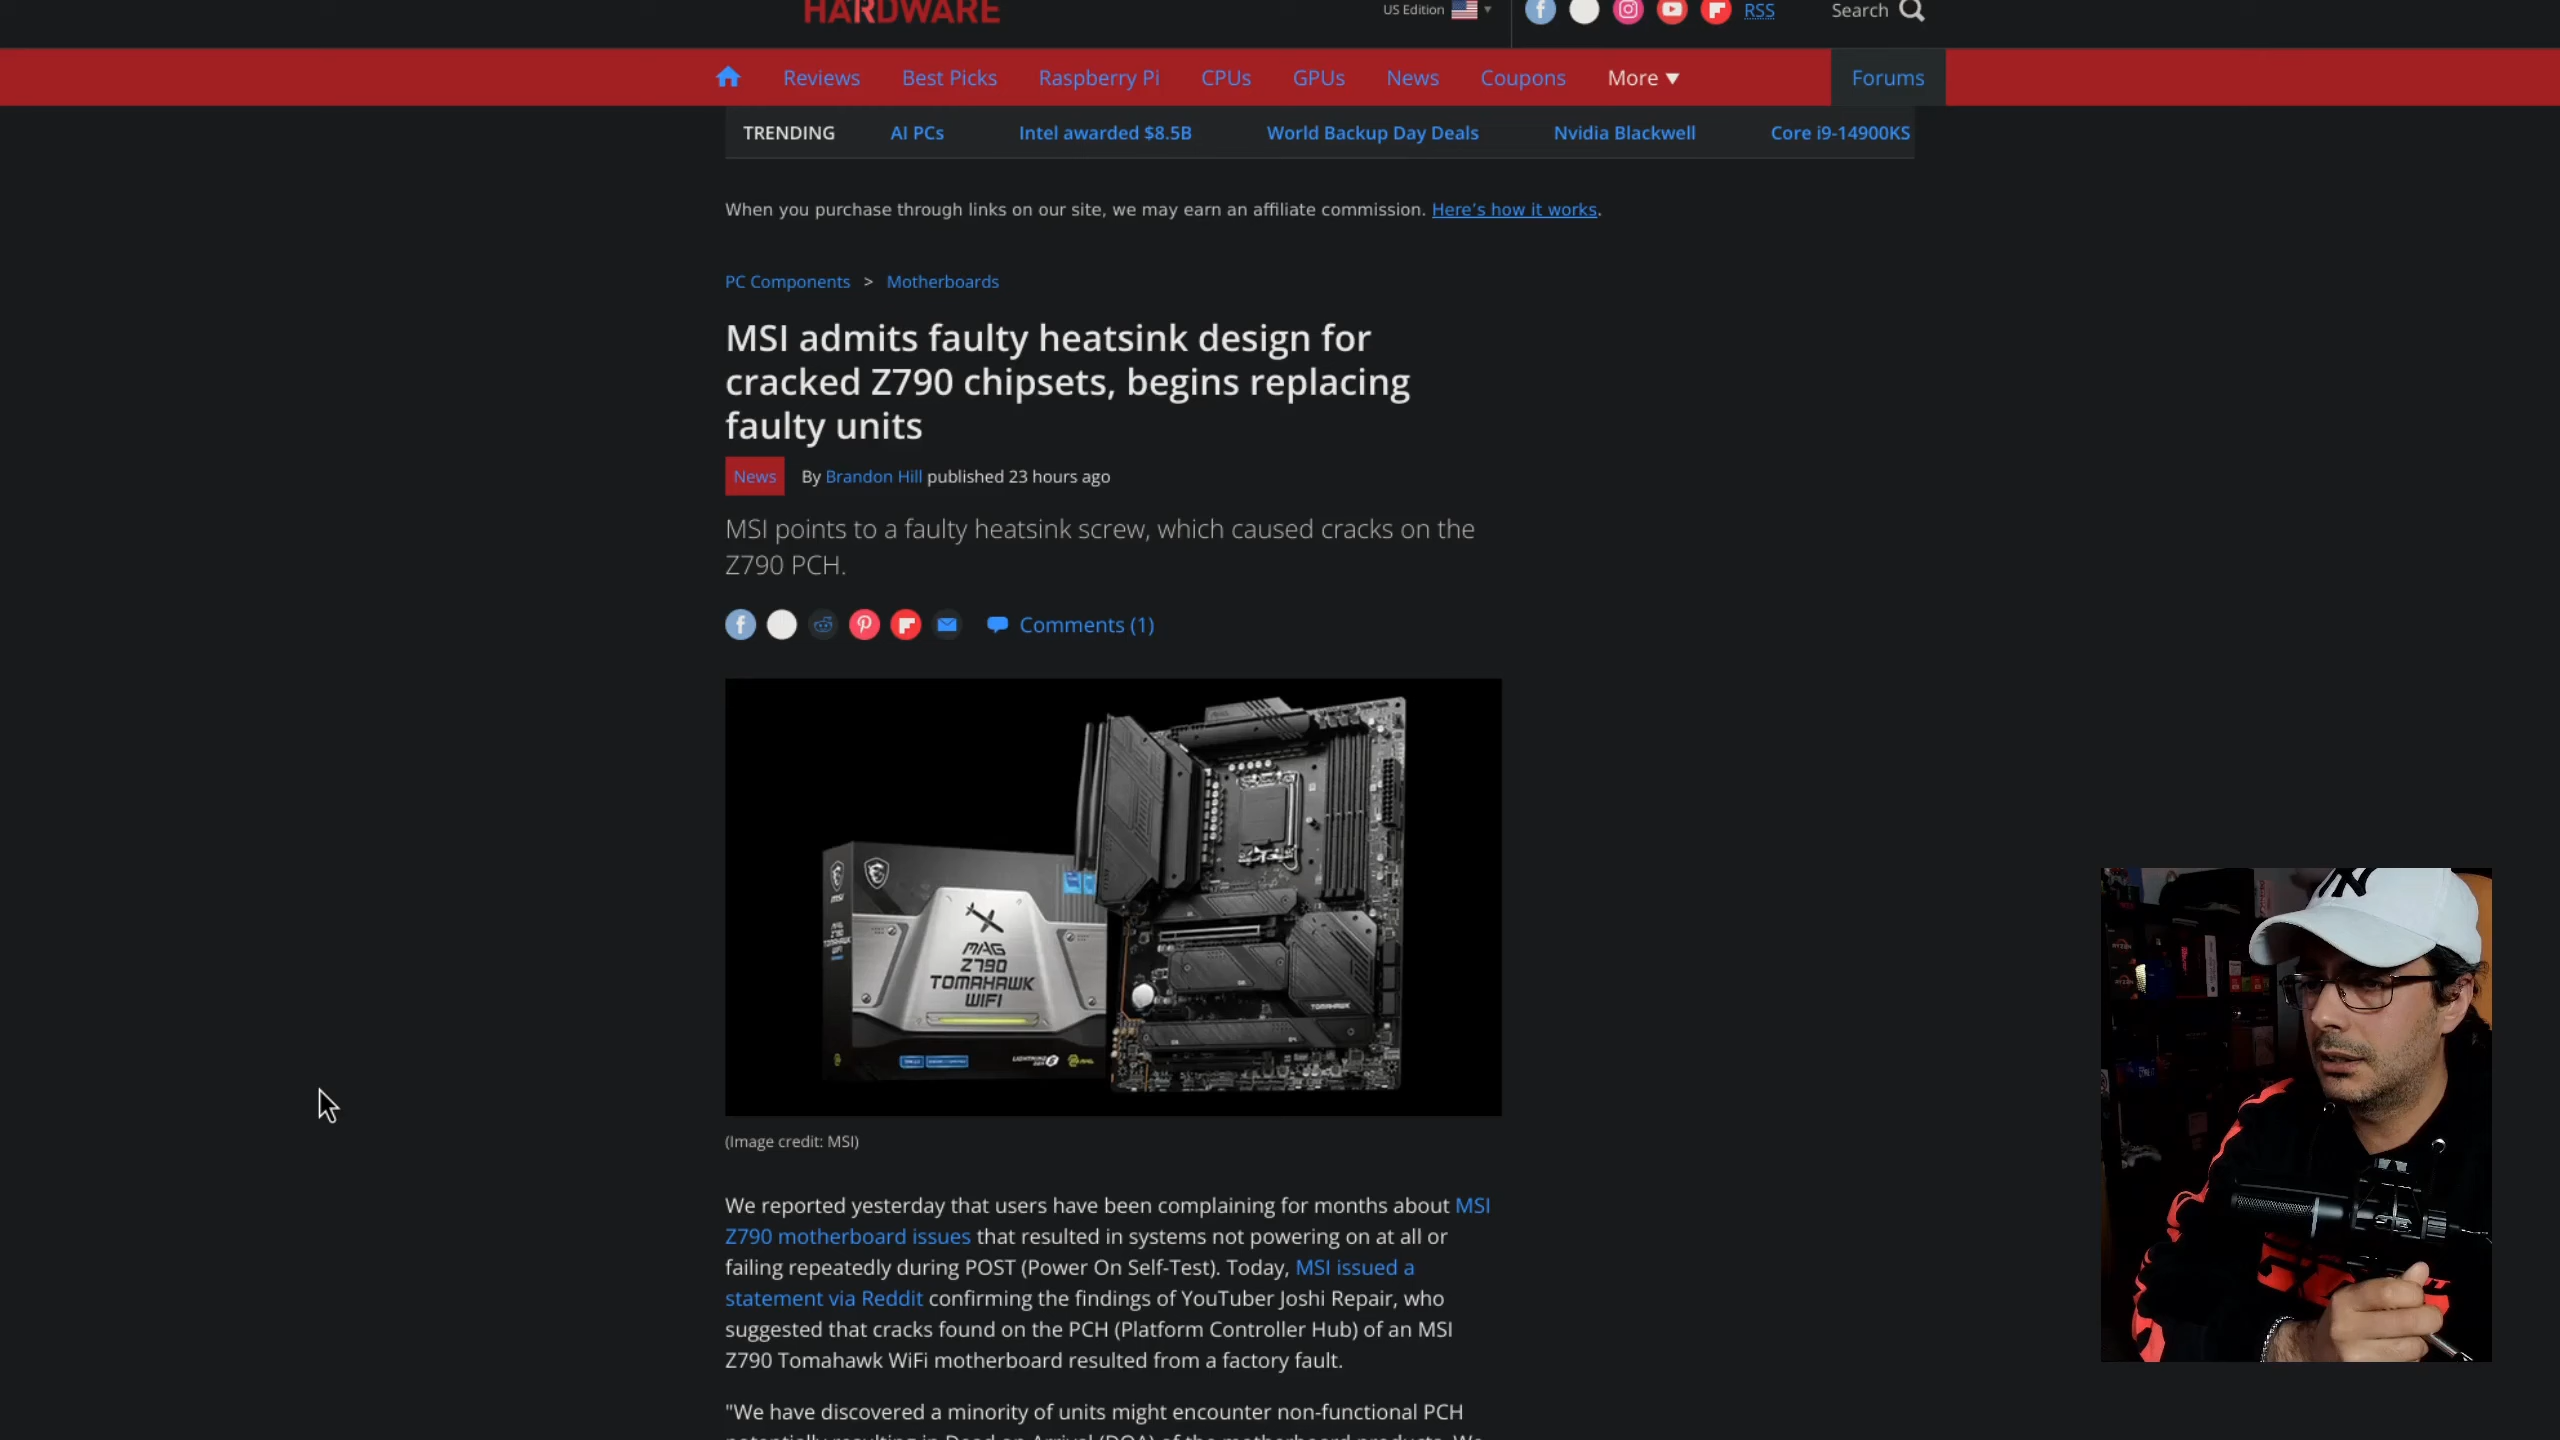 HARDWARE
US Edition
RSS
Search
Reviews Best Picks Raspberry Pi CPUs GPUs News Coupons More ▼ Forums
TRENDING AI PCs Intel awarded $8.5B World Backup Day Deals Nvidia Blackwell Core i9-14900KS
When you purchase through links on our site, we may earn an affiliate commission. Here's how it works.
PC Components > Motherboards
MSI admits faulty heatsink design for
cracked Z790 chipsets, begins replacing
faulty units
News By Brandon Hill published 23 hours ago
MSI points to a faulty heatsink screw, which caused cracks on the
Z790 PCH.
Comments (1)
MSI
MAG
Z790
TOMAHAWK
WIFI
TOMAHAWK
(Image credit: MSI)
We reported yesterday that users have been complaining for months about MSI
Z790 motherboard issues that resulted in systems not powering on at all or
failing repeatedly during POST (Power On Self-Test). Today, MSI issued a
statement via Reddit confirming the findings of YouTuber Joshi Repair, who
suggested that cracks found on the PCH (Platform Controller Hub) of an MSI
Z790 Tomahawk WiFi motherboard resulted from a factory fault.
"We have discovered a minority of units might encounter non-functional PCH